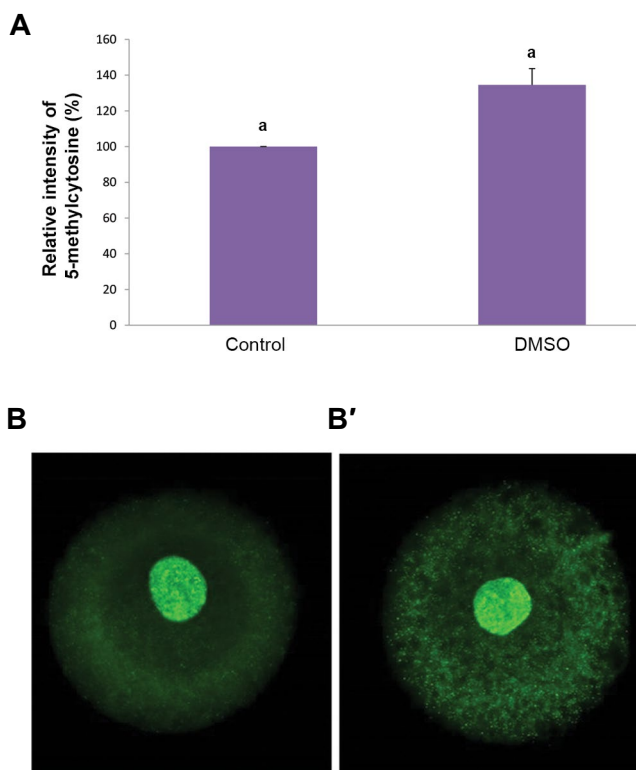 A
160
140
120
100
80
60
40
20
0
Relative intensity of
5-methylcytosine (%)
a
a
Control
DMSO
B
B′